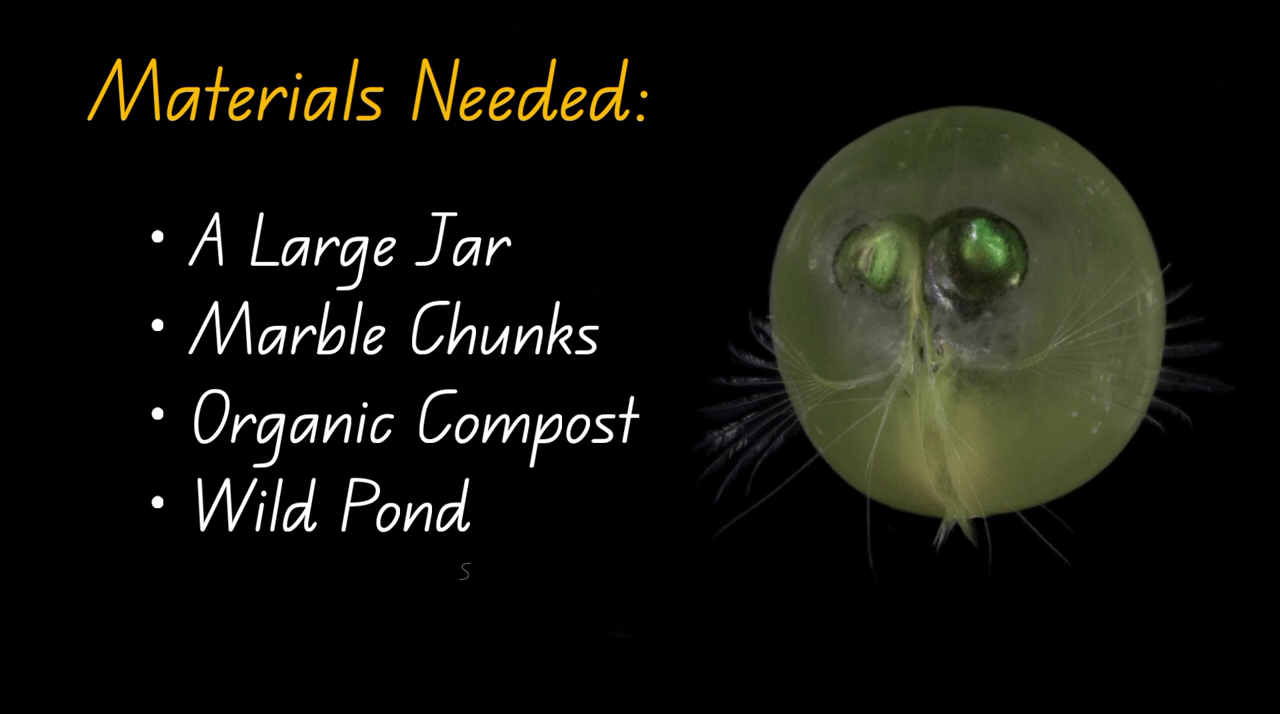 Materials Needed:
• A Large Jar
• Marble Chunks
• Organic Compost
• Wild Pond
s